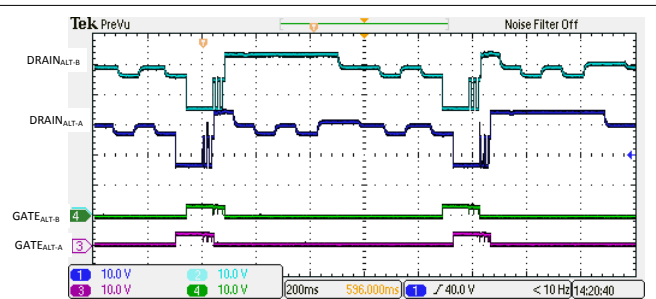 Tek PreVu Noise Filter Off
DRAINALT-B
DRAINALT-A
GATEALT-B
4
GATEALT-A
3
1 10.0 V 2 10.0 V
3 10.0 V 4 10.0 V
200ms 596.000ms 1 40.0 V < 10 Hz 14:20:40